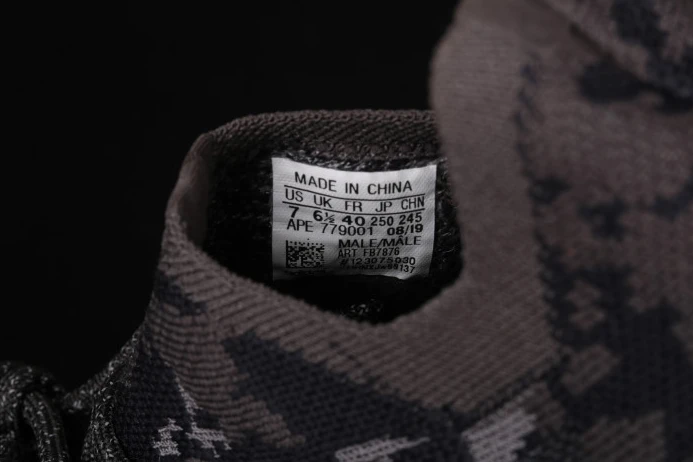 MADE IN CHINA
US UK FR JP CHN
7 6½ 40 250 245
APE 779001 08/19
MALE/MÂLE
ART FB7876
#123075030